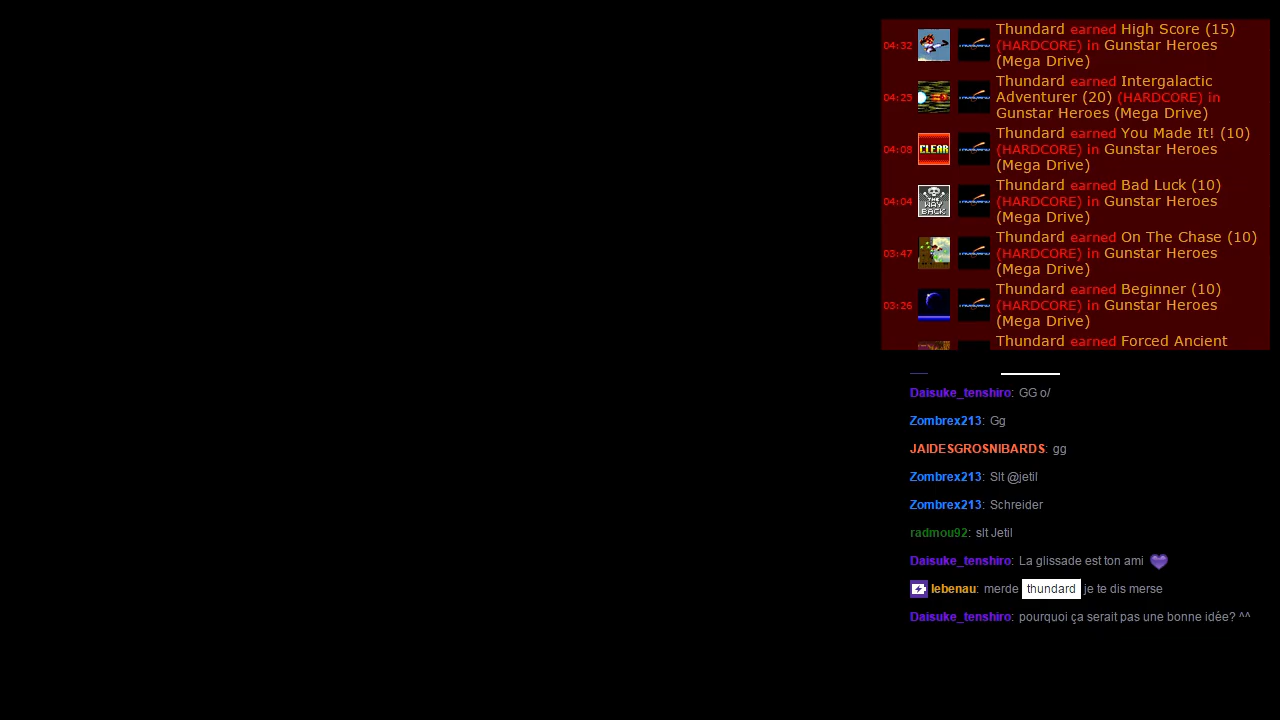 04:32
Thundard earned High Score (15)
(HARDCORE) in Gunstar Heroes
(Mega Drive)
04:25
Thundard earned Intergalactic
Adventurer (20) (HARDCORE) in
Gunstar Heroes (Mega Drive)
04:08
CLEAR
Thundard earned You Made It! (10)
(HARDCORE) in Gunstar Heroes
(Mega Drive)
04:04
THE
WAY
BACK
Thundard earned Bad Luck (10)
(HARDCORE) in Gunstar Heroes
(Mega Drive)
03:47
Thundard earned On The Chase (10)
(HARDCORE) in Gunstar Heroes
(Mega Drive)
03:26
Thundard earned Beginner (10)
(HARDCORE) in Gunstar Heroes
(Mega Drive)
Thundard earned Forced Ancient
Daisuke_tenshiro: GG o/
Zombrex213: Gg
JAIDESGROSNIBARDS: gg
Zombrex213: Slt @jetil
Zombrex213: Schreider
radmou92: slt Jetil
Daisuke_tenshiro: La glissade est ton ami
lebenau: merde thundard je te dis merse
Daisuke_tenshiro: pourquoi ça serait pas une bonne idée? ^^